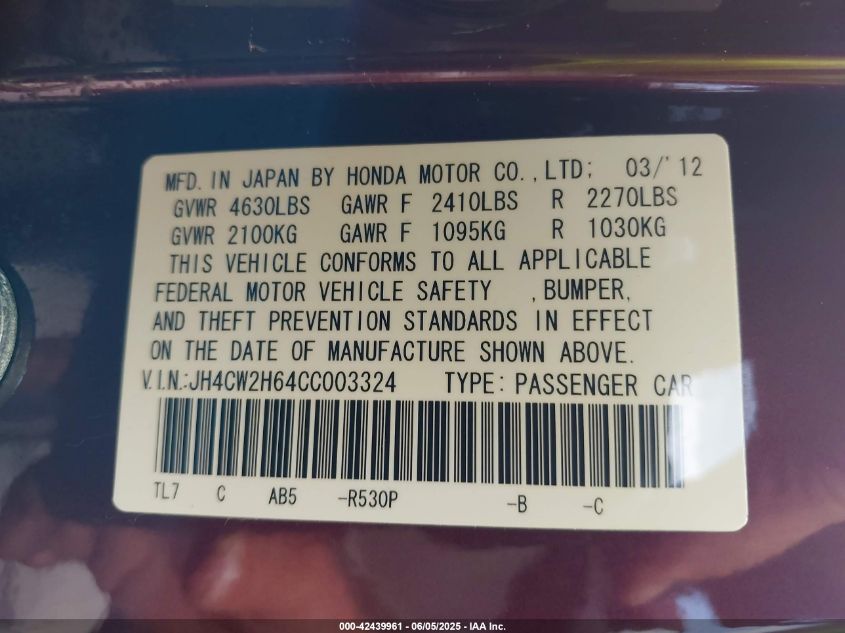 MFD. IN JAPAN BY HONDA MOTOR CO., LTD; 03/'12
GVWR 4630LBS GAWR F 2410LBS R 2270LBS
GVWR 2100KG GAWR F 1095KG R 1030KG
THIS VEHICLE CONFORMS TO ALL APPLICABLE
FEDERAL MOTOR VEHICLE SAFETY , BUMPER,
AND THEFT PREVENTION STANDARDS IN EFFECT
ON THE DATE OF MANUFACTURE SHOWN ABOVE.
V.I.N.:JH4CW2H64CC003324 TYPE: PASSENGER CAR
TL7 C AB5 -R530P -B -C
000-42439961 - 06/05/2025 - IAA Inc.